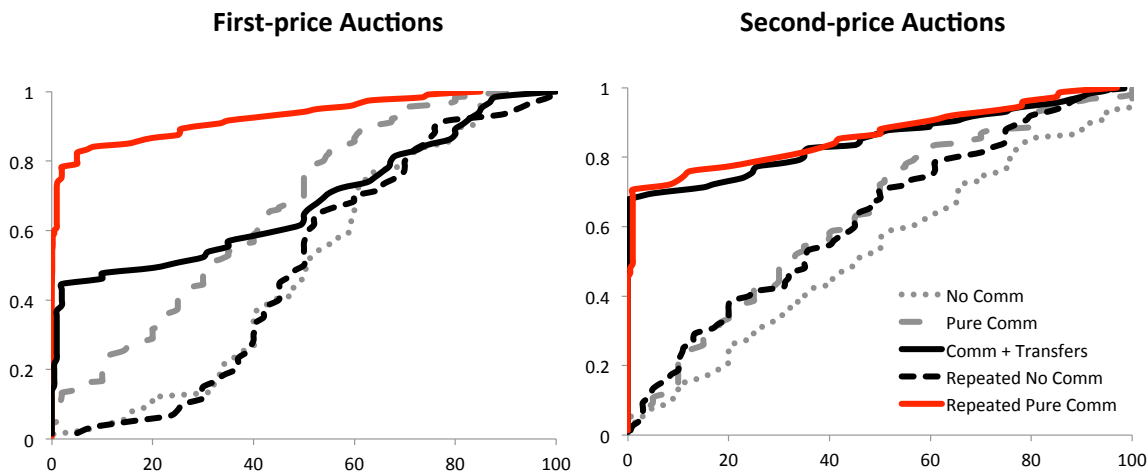 First-price Auctions
Second-price Auctions
1
0.8
0.6
0.4
0.2
0
0 20 40 60 80 100
1
0.8
0.6
0.4
0.2
0
0 20 40 60 80 100
No Comm
Pure Comm
Comm + Transfers
Repeated No Comm
Repeated Pure Comm